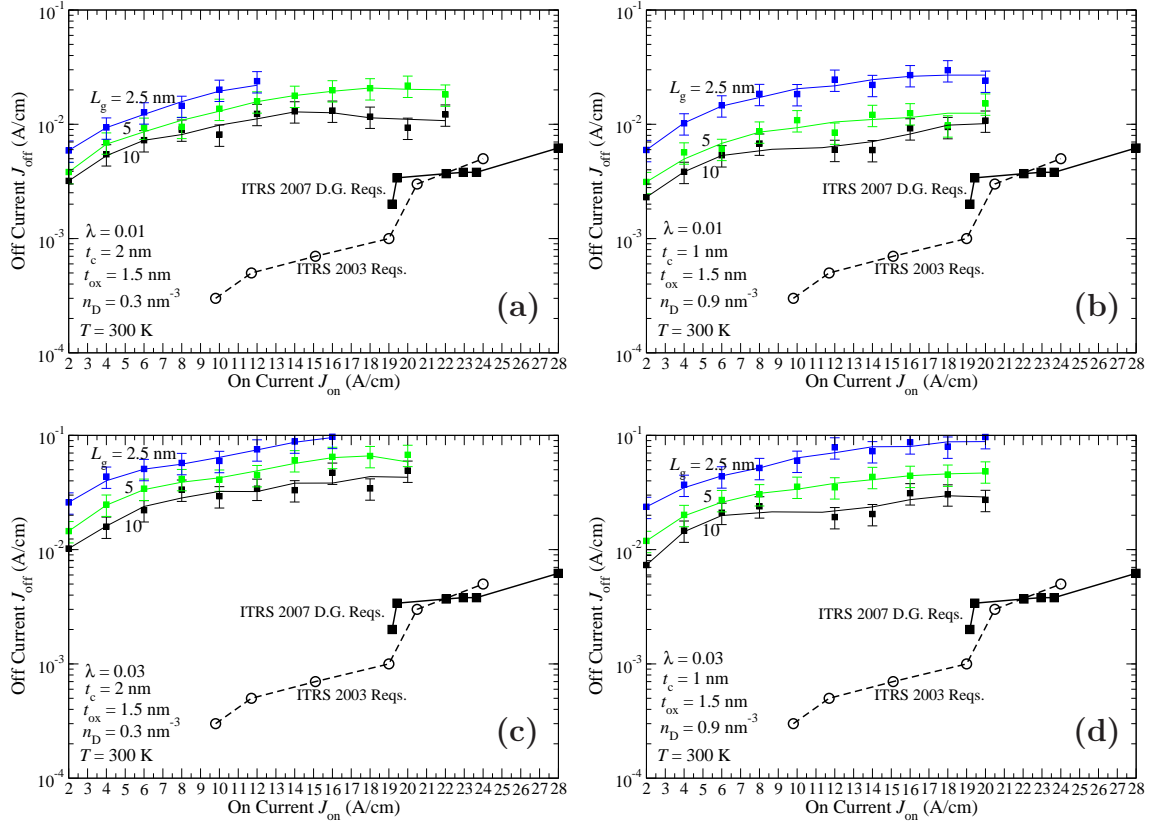 10^-1
10^-2
10^-3
10^-4
Off Current J_off (A/cm)
L_g = 2.5 nm
5
10
ITRS 2007 D.G. Reqs.
ITRS 2003 Reqs.
λ = 0.01
t_c = 2 nm
t_ox = 1.5 nm
n_D = 0.3 nm^-3
T = 300 K
(a)
2 3 4 5 6 7 8 9 10 11 12 13 14 15 16 17 18 19 20 21 22 23 24 25 26 27 28
On Current J_on (A/cm)
10^-1
10^-2
10^-3
10^-4
Off Current J_off (A/cm)
L_g = 2.5 nm
5
10
ITRS 2007 D.G. Reqs.
ITRS 2003 Reqs.
λ = 0.01
t_c = 1 nm
t_ox = 1.5 nm
n_D = 0.9 nm^-3
T = 300 K
(b)
2 3 4 5 6 7 8 9 10 11 12 13 14 15 16 17 18 19 20 21 22 23 24 25 26 27 28
On Current J_on (A/cm)
10^-1
10^-2
10^-3
10^-4
Off Current J_off (A/cm)
L_g = 2.5 nm
5
10
ITRS 2007 D.G. Reqs.
ITRS 2003 Reqs.
λ = 0.03
t_c = 2 nm
t_ox = 1.5 nm
n_D = 0.3 nm^-3
T = 300 K
(c)
2 3 4 5 6 7 8 9 10 11 12 13 14 15 16 17 18 19 20 21 22 23 24 25 26 27 28
On Current J_on (A/cm)
10^-1
10^-2
10^-3
10^-4
Off Current J_off (A/cm)
L_g = 2.5 nm
5
10
ITRS 2007 D.G. Reqs.
ITRS 2003 Reqs.
λ = 0.03
t_c = 1 nm
t_ox = 1.5 nm
n_D = 0.9 nm^-3
T = 300 K
(d)
2 3 4 5 6 7 8 9 10 11 12 13 14 15 16 17 18 19 20 21 22 23 24 25 26 27 28
On Current J_on (A/cm)